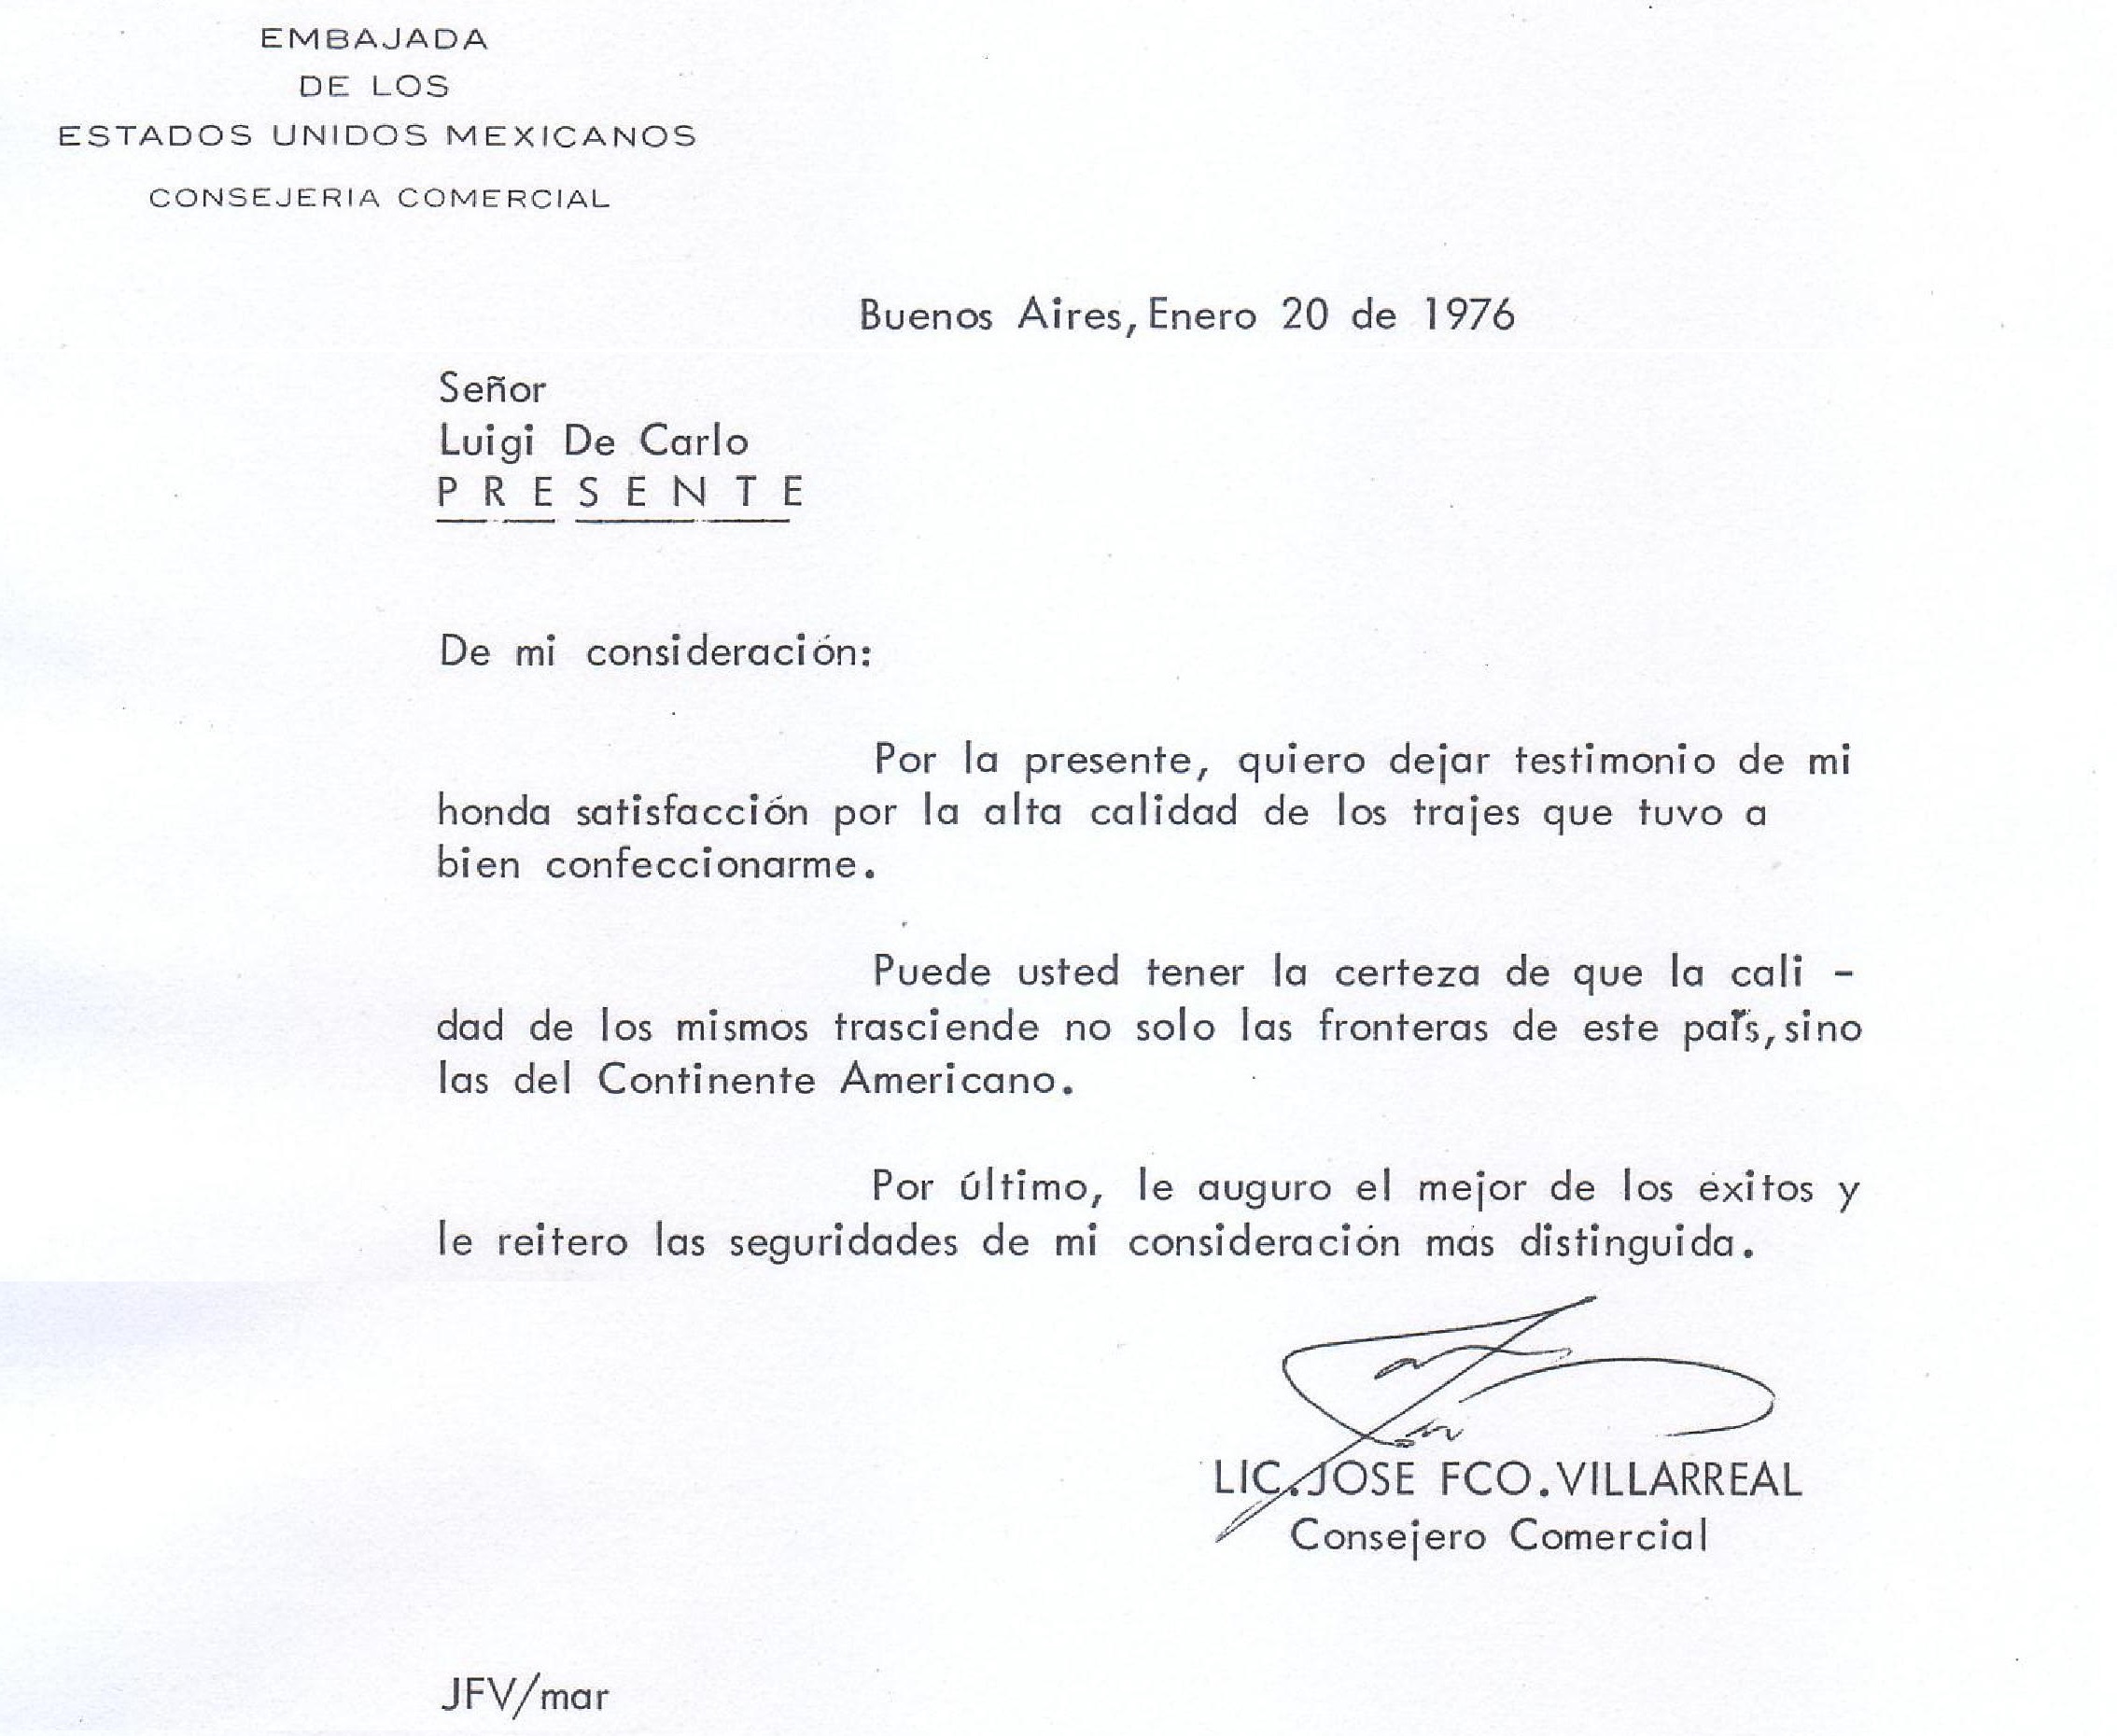 EMBAJADA
DE LOS
ESTADOS UNIDOS MEXICANOS
CONSEJERIA COMERCIAL
Buenos Aires, Enero 20 de 1976
Señor
Luigi De Carlo
P R E S E N T E
De mi consideración:
Por la presente, quiero dejar testimonio de mi
honda satisfacción por la alta calidad de los trajes que tuvo a
bien confeccionarme.
Puede usted tener la certeza de que la cali -
dad de los mismos trasciende no solo las fronteras de este país, sino
las del Continente Americano.
Por último, le auguro el mejor de los éxitos y
le reitero las seguridades de mi consideración más distinguida.
LIC. JOSE FCO. VILLARREAL
Consejero Comercial
JFV/mar